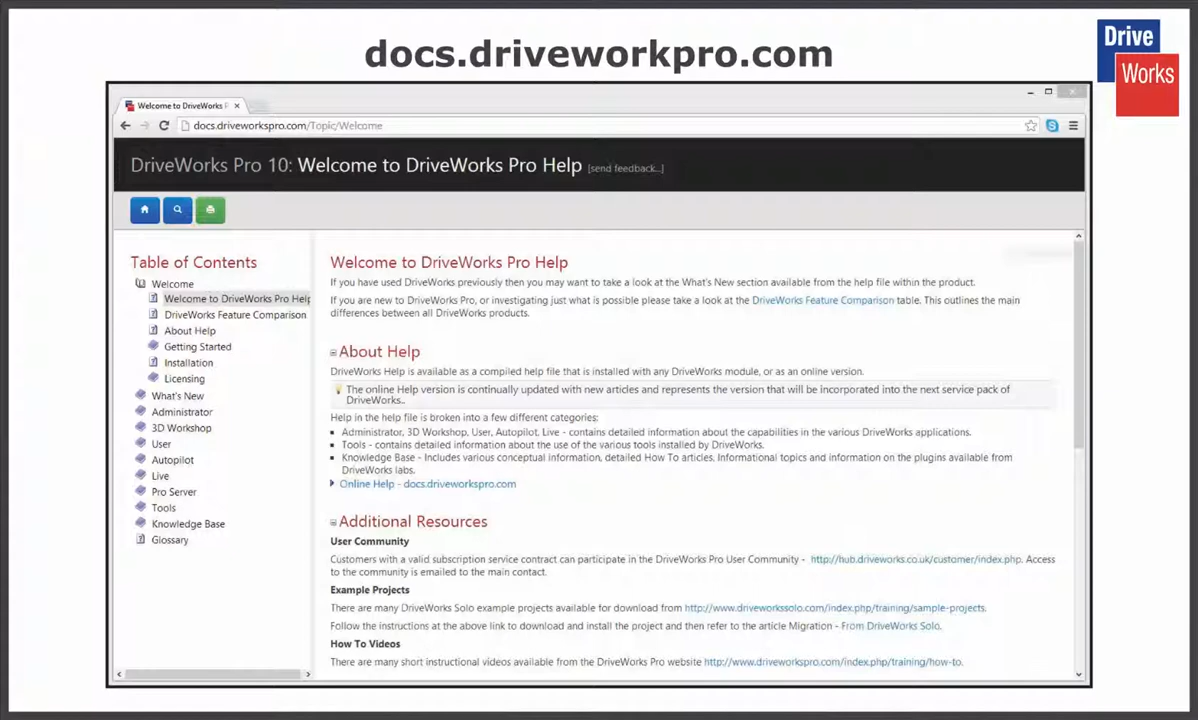 docs.driveworkpro.com
Drive
Works
Welcome to DriveWorks P
docs.driveworkspro.com/Topic/Welcome
DriveWorks Pro 10: Welcome to DriveWorks Pro Help [send feedback..]
Table of Contents
Welcome
Welcome to DriveWorks Pro Help
DriveWorks Feature Comparison
About Help
Getting Started
Installation
Licensing
What's New
Administrator
3D Workshop
User
Autopilot
Live
Pro Server
Tools
Knowledge Base
Glossary
Welcome to DriveWorks Pro Help
If you have used DriveWorks previously then you may want to take a look at the What's New section available from the help file within the product.
If you are new to DriveWorks Pro, or investigating just what is possible please take a look at the DriveWorks Feature Comparison table. This outlines the main
differences between all DriveWorks products.
About Help
DriveWorks Help is available as a compiled help file that is installed with any DriveWorks module, or as an online version.
The online Help version is continually updated with new articles and represents the version that will be incorporated into the next service pack of
DriveWorks..
Help in the help file is broken into a few different categories:
Administrator, 3D Workshop, User, Autopilot, Live - contains detailed information about the capabilities in the various DriveWorks applications.
Tools - contains detailed information about the use of the various tools installed by DriveWorks.
Knowledge Base - Includes various conceptual information, detailed How To articles. Informational topics and information on the plugins available from
DriveWorks labs.
Online Help - docs.driveworkspro.com
Additional Resources
User Community
Customers with a valid subscription service contract can participate in the DriveWorks Pro User Community - http://hub.driveworks.co.uk/customer/index.php. Access
to the community is emailed to the main contact.
Example Projects
There are many DriveWorks Solo example projects available for download from http://www.driveworkssolo.com/index.php/training/sample-projects.
Follow the instructions at the above link to download and install the project and then refer to the article Migration - From DriveWorks Solo.
How To Videos
There are many short instructional videos available from the DriveWorks Pro website http://www.driveworkspro.com/index.php/training/how-to.